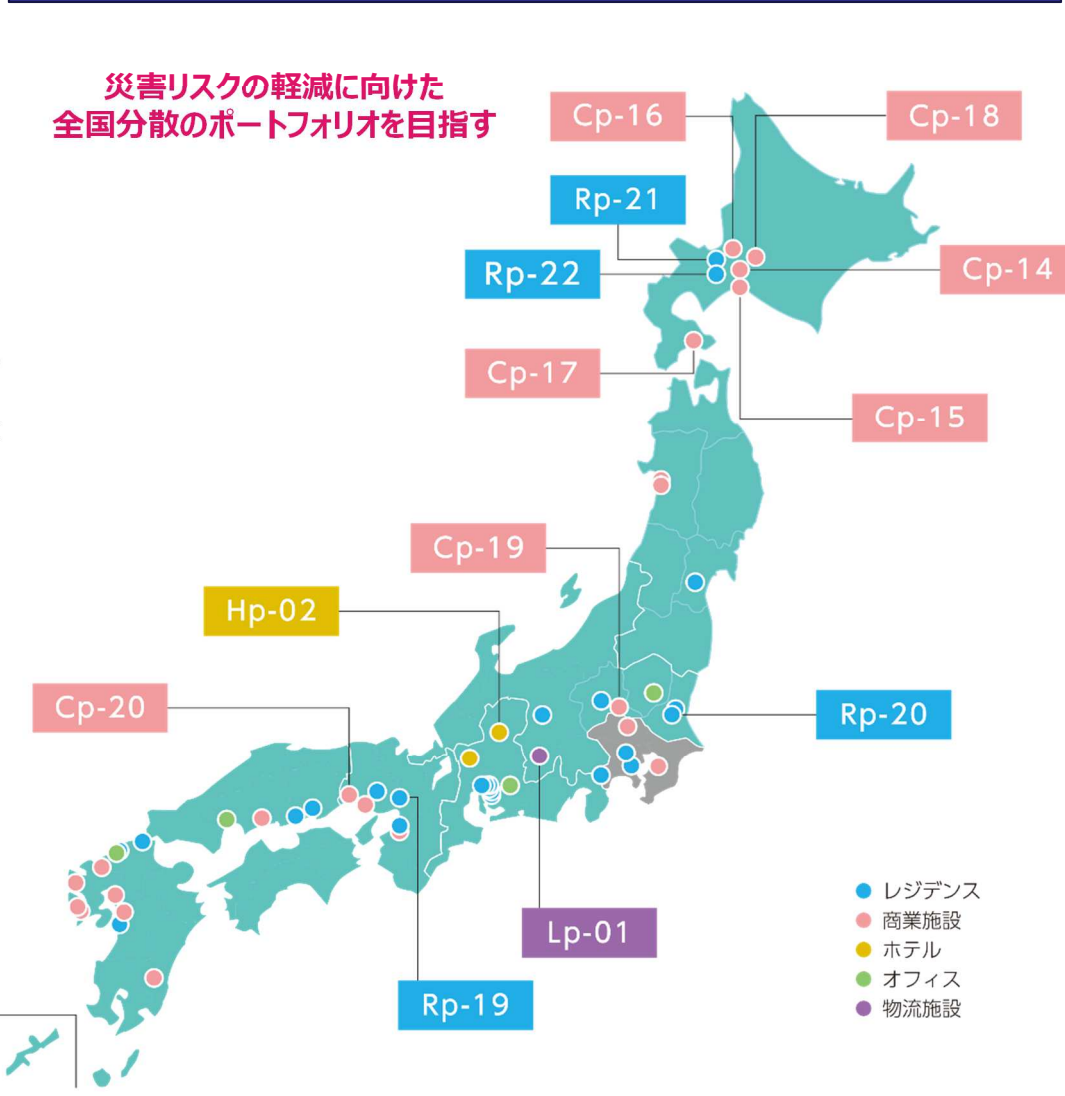 災害リスクの軽減に向けた
全国分散のポートフォリオを目指す
Cp-16
Cp-18
Rp-21
Rp-22
Cp-14
Cp-17
Cp-15
Cp-19
Hp-02
Cp-20
Rp-20
Lp-01
Rp-19
レジデンス
商業施設
ホテル
オフィス
物流施設